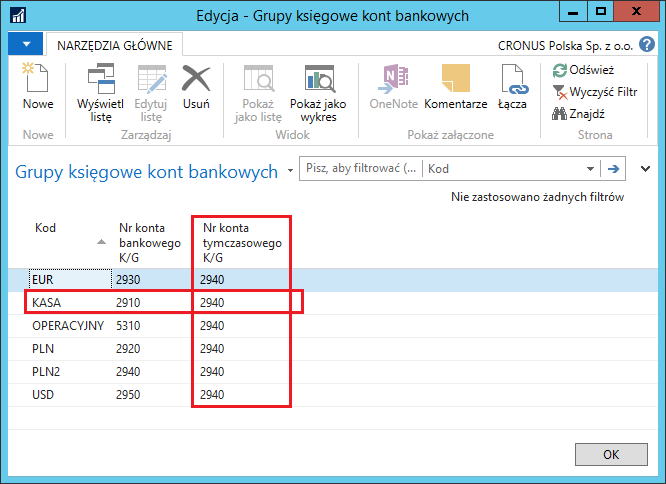 Edycja - Grupy księgowe kont bankowych
NARZĘDZIA GŁÓWNE
CRONUS Polska Sp. z o.o.
Nowe
Wyświetl listę
Edytuj listę
Usuń
Pokaż jako listę
Pokaż jako wykres
OneNote
Komentarze
Łącza
Odśwież
Wyczyść Filtr
Znajdź
Nowe
Zarządzaj
Widok
Pokaż załączone
Strona
Grupy księgowe kont bankowych
Pisz, aby filtrować (...
Kod
Nie zastosowano żadnych filtrów
Kod
Nr konta bankowego K/G
Nr konta tymczasowego K/G
EUR 2930 2940
KASA 2910 2940
OPERACYJNY 5310 2940
PLN 2920 2940
PLN2 2940 2940
USD 2950 2940
OK